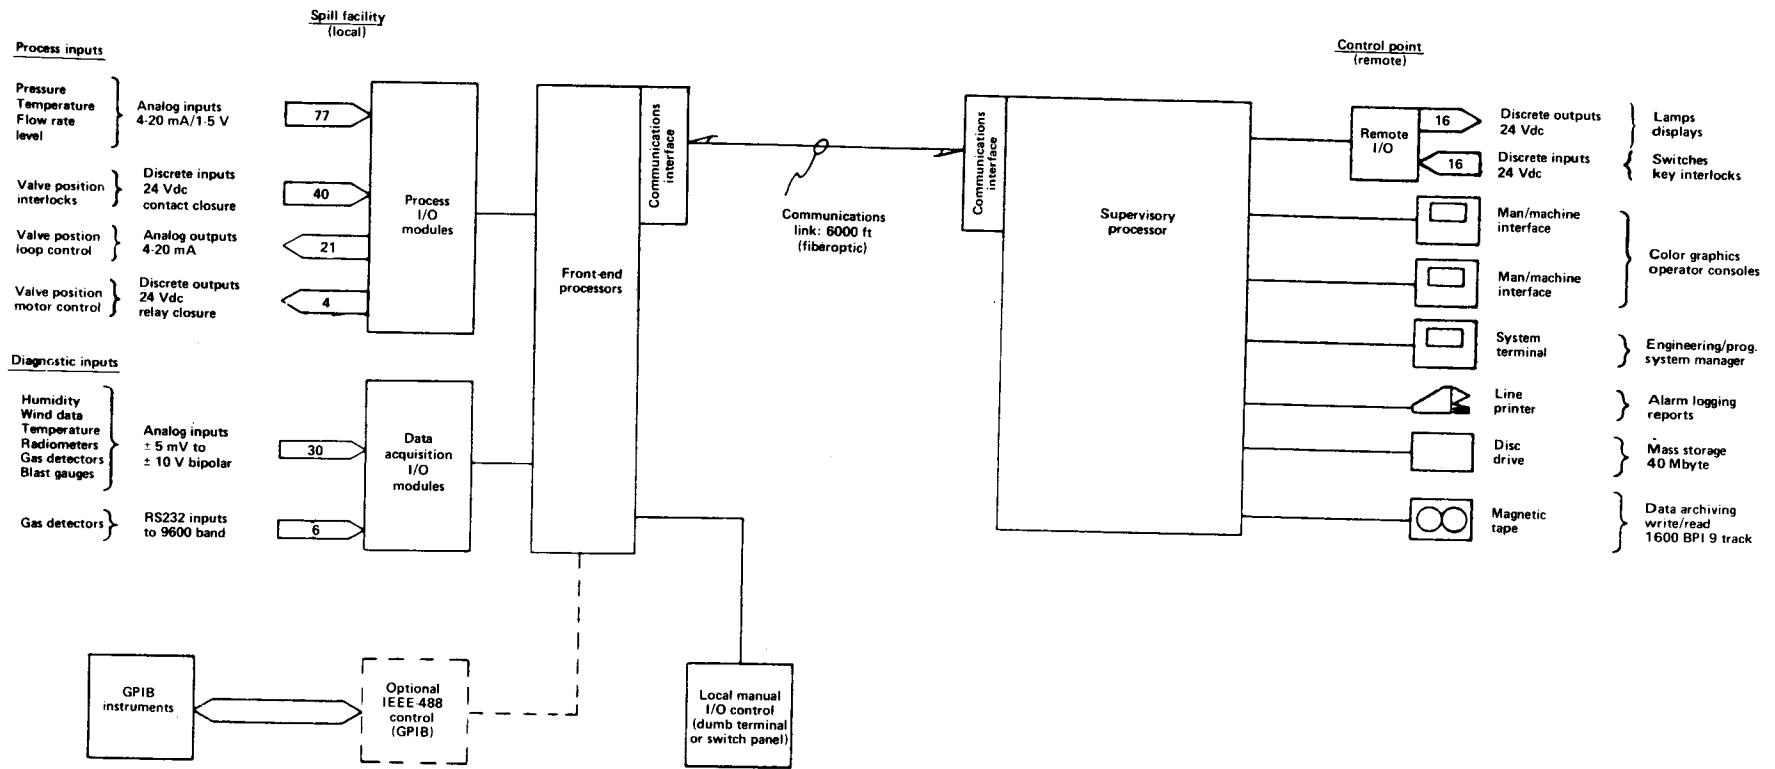 Spill facility
(local)
Control point
(remote)
Process inputs
Pressure
Temperature
Flow rate
level
Analog inputs
4-20 mA/1-5 V
77
Valve position
interlocks
Discrete inputs
24 Vdc
contact closure
40
Valve postion
loop control
Analog outputs
4-20 mA
21
Valve position
motor control
Discrete outputs
24 Vdc
relay closure
4
Process
I/O
modules
Diagnostic inputs
Humidity
Wind data
Temperature
Radiometers
Gas detectors
Blast gauges
Analog inputs
± 5 mV to
± 10 V bipolar
30
Gas detectors
RS232 inputs
to 9600 band
6
Data
acquisition
I/O
modules
Front-end
processors
Communications
interface
Communications
link: 6000 ft
(fiberoptic)
Communications
interface
Supervisory
processor
Remote
I/O
16
Discrete outputs
24 Vdc
Lamps
displays
16
Discrete inputs
24 Vdc
Switches
key interlocks
Man/machine
interface
Man/machine
interface
Color graphics
operator consoles
System
terminal
Engineering/prog.
system manager
Line
printer
Alarm logging
reports
Disc
drive
Mass storage
40 Mbyte
Magnetic
tape
Data archiving
write/read
1600 BPI 9 track
GPIB
instruments
Optional
IEEE-488
control
(GPIB)
Local manual
I/O control
(dumb terminal
or switch panel)